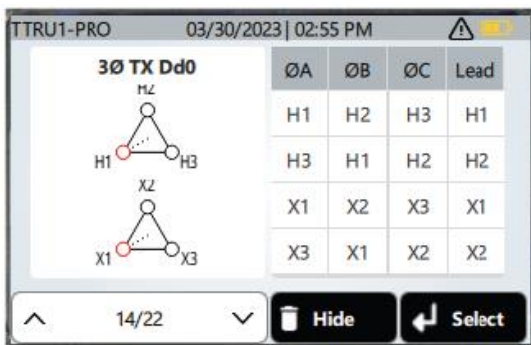 TTRU1-PRO 03/30/2023 | 02:55 PM
3Ø TX Dd0
H2
H1 H3
X2
X1 X3
ØA ØB ØC Lead
H1 H2 H3 H1
H3 H1 H2 H2
X1 X2 X3 X1
X3 X1 X2 X2
14/22 Hide Select